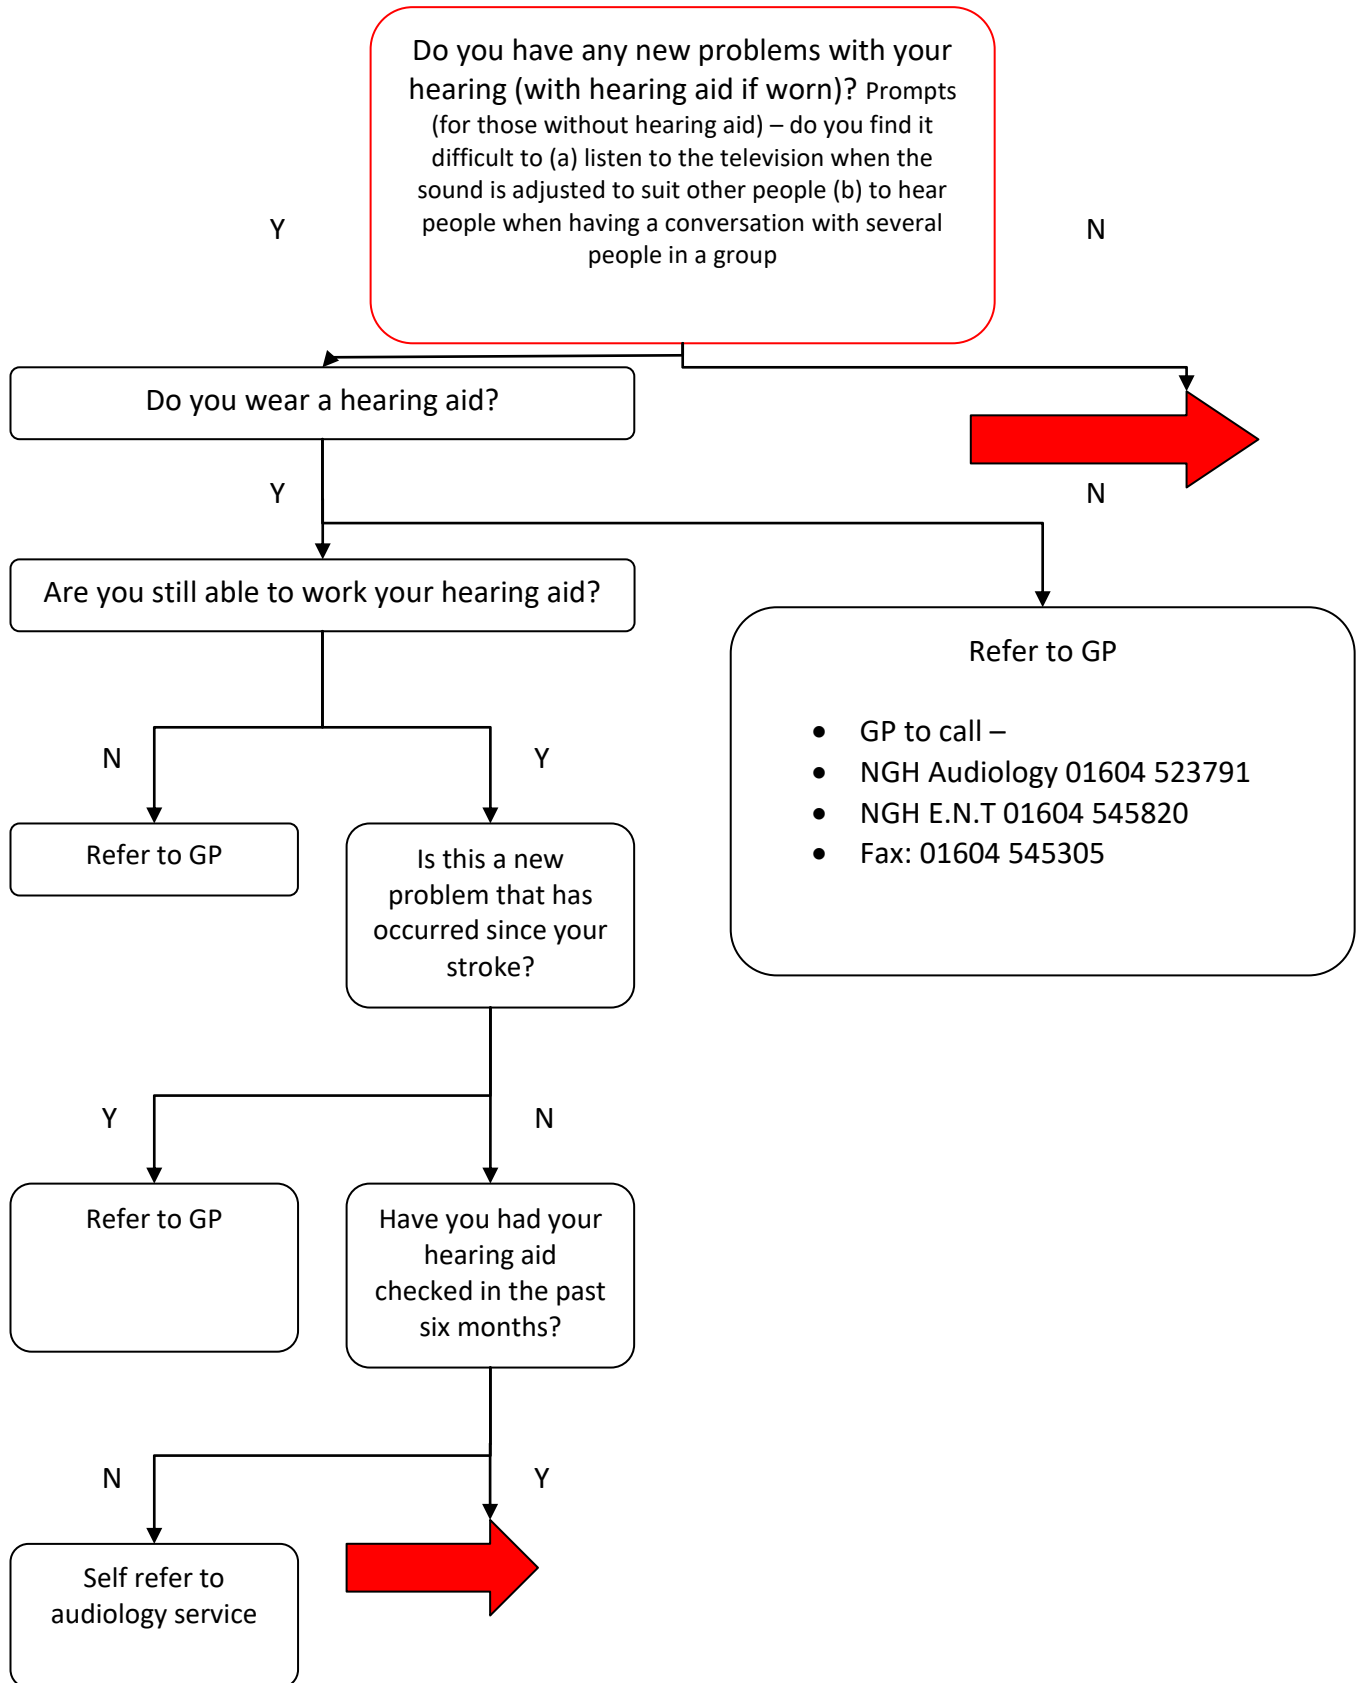 Do you have any new problems with your
hearing (with hearing aid if worn)? Prompts
(for those without hearing aid) – do you find it
difficult to (a) listen to the television when the
sound is adjusted to suit other people (b) to hear
people when having a conversation with several
people in a group
Y
N
Do you wear a hearing aid?
Y
N
Are you still able to work your hearing aid?
Refer to GP
• GP to call –
• NGH Audiology 01604 523791
• NGH E.N.T 01604 545820
• Fax: 01604 545305
N
Y
Refer to GP
Is this a new
problem that has
occurred since your
stroke?
Y
N
Refer to GP
Have you had your
hearing aid
checked in the past
six months?
N
Y
Self refer to
audiology service